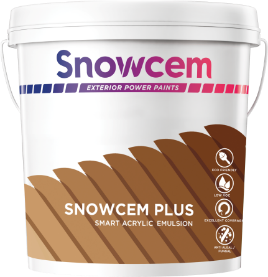 Snowcem
EXTERIOR POWER PAINTS
SNOWCEM PLUS
SMART ACRYLIC EMULSION
ECO FRIENDLY
LOW VOC
EXCELLENT COVERAGE